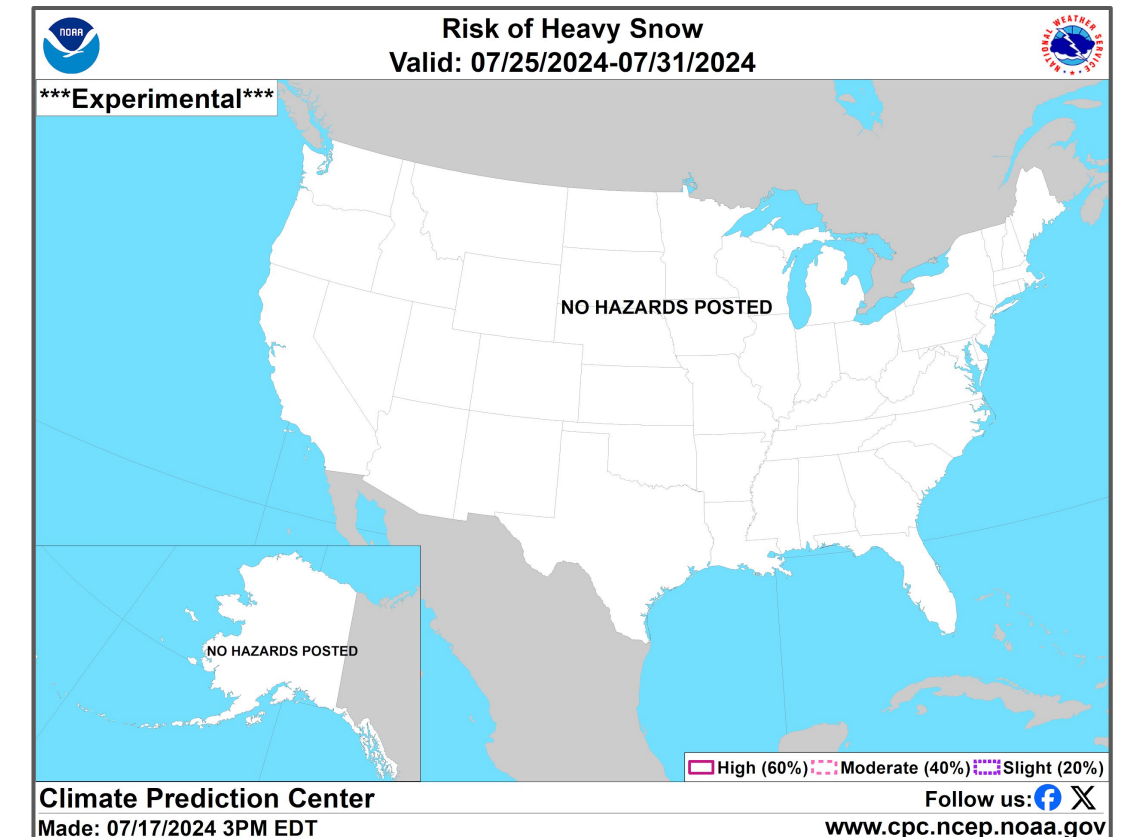 NOAA
Risk of Heavy Snow
Valid: 07/25/2024-07/31/2024
NATIONAL WEATHER SERVICE
***Experimental***
NO HAZARDS POSTED
NO HAZARDS POSTED
High (60%) Moderate (40%) Slight (20%)
Climate Prediction Center
Follow us:
Made: 07/17/2024 3PM EDT
www.cpc.ncep.noaa.gov